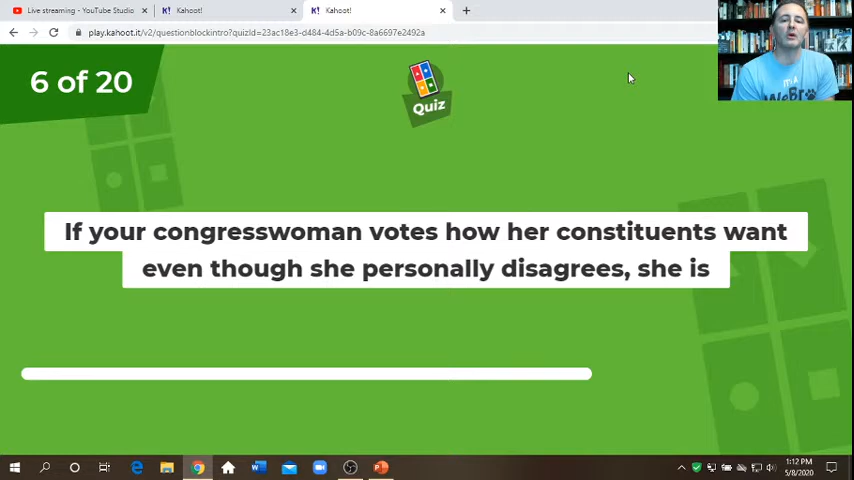 Live streaming - YouTube Studio
Kahoot!
Kahoot!
play.kahoot.it/v2/questionblockintro?quizId=23ac18e3-d484-4d5a-b09c-8a6697e2492a
6 of 20
Quiz
IT'S A
If your congresswoman votes how her constituents want
even though she personally disagrees, she is
1:12 PM
5/8/2020